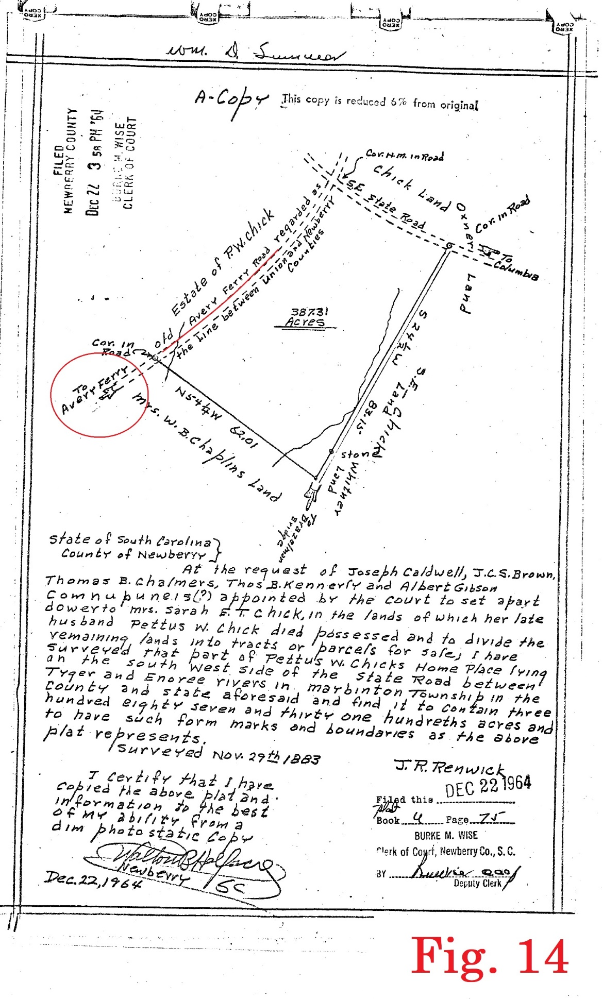 XERO COPY
XERO COPY
XERO COPY
XERO COPY
Wm. D. Summer
A-Copy This copy is reduced 6% from original
FILED
NEWBERRY COUNTY
DEC 22 3 58 PM '64
BURKE M. WISE
CLERK OF COURT
Cor. H.M. in Road
Chick Land
S.E. State Road
Oxner Land
Cor. in Road
To Columbia
Estate of P.W. Chick
Old Avery Ferry Road regarded as
the Line between Union and Newberry
Counties
387.31
Acres
Cor. in
Road
To
Avery Ferry
N54¼W 62.01
Mrs. W. B. Chaplins Land
S 24½ W
83.15
S.E. Chick
Land
Stone
Whitner
Land
To
Brazelman
Bridge
State of South Carolina}
County of Newberry}
At the request of Joseph Caldwell, J.C.S. Brown,
Thomas B. Chalmers, Thos B. Kennerly and Albert Gibson
Comnupuneis(?) appointed by the court to set apart
dower to Mrs. Sarah E. T. Chick, in the lands of which her late
husband Pettus W. Chick died possessed and to divide the
remaining lands into tracts or parcels for sale, I have
surveyed that part of Pettus W. Chicks Home Place lying
on the south west side of the State Road between
Tyger and Enoree rivers in Maybinton Township in the
County and state aforesaid and find it to contain three
hundred eighty seven and thirty one hundreths acres and
to have such form marks and boundaries as the above
plat represents.
Surveyed Nov. 29th 1883
J. R. Renwick
I certify that I have
copied the above plat and
information to the best
of my ability from a
dim photostatic copy
Newberry
SC
Dec. 22, 1964
DEC 22 1964
Filed this
Plat
Book 4 Page 75
BURKE M. WISE
Clerk of Court, Newberry Co., S. C.
BY
Deputy Clerk
Fig. 14